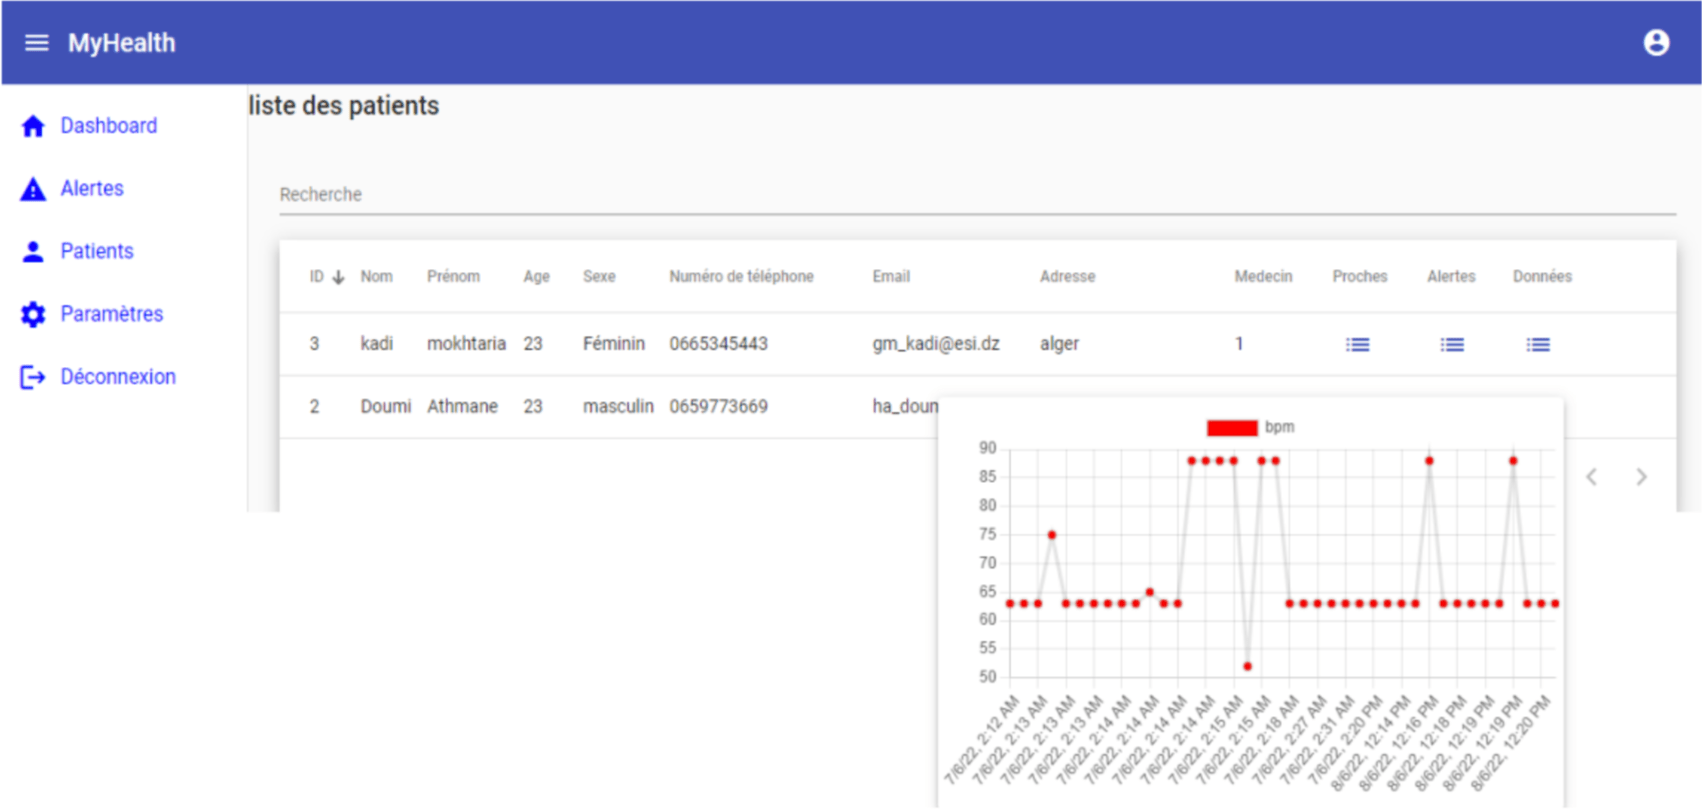 MyHealth
Dashboard
Alertes
Patients
Paramètres
Déconnexion
liste des patients
Recherche
ID Nom Prénom Age Sexe Numéro de téléphone Email Adresse Medecin Proches Alertes Données
3 kadi mokhtaria 23 Féminin 0665345443 gm_kadi@esi.dz alger 1
2 Doumi Athmane 23 masculin 0659773669 ha_doun
bpm
90
85
80
75
70
65
60
55
50
7/6/22, 2:12 AM
7/6/22, 2:13 AM
7/6/22, 2:13 AM
7/6/22, 2:13 AM
7/6/22, 2:14 AM
7/6/22, 2:14 AM
7/6/22, 2:14 AM
7/6/22, 2:14 AM
7/6/22, 2:15 AM
7/6/22, 2:15 AM
7/6/22, 2:18 AM
7/6/22, 2:27 AM
7/6/22, 2:31 AM
7/6/22, 2:20 PM
8/6/22, 12:14 PM
8/6/22, 12:16 PM
8/6/22, 12:18 PM
8/6/22, 12:19 PM
8/6/22, 12:19 PM
8/6/22, 12:20 PM